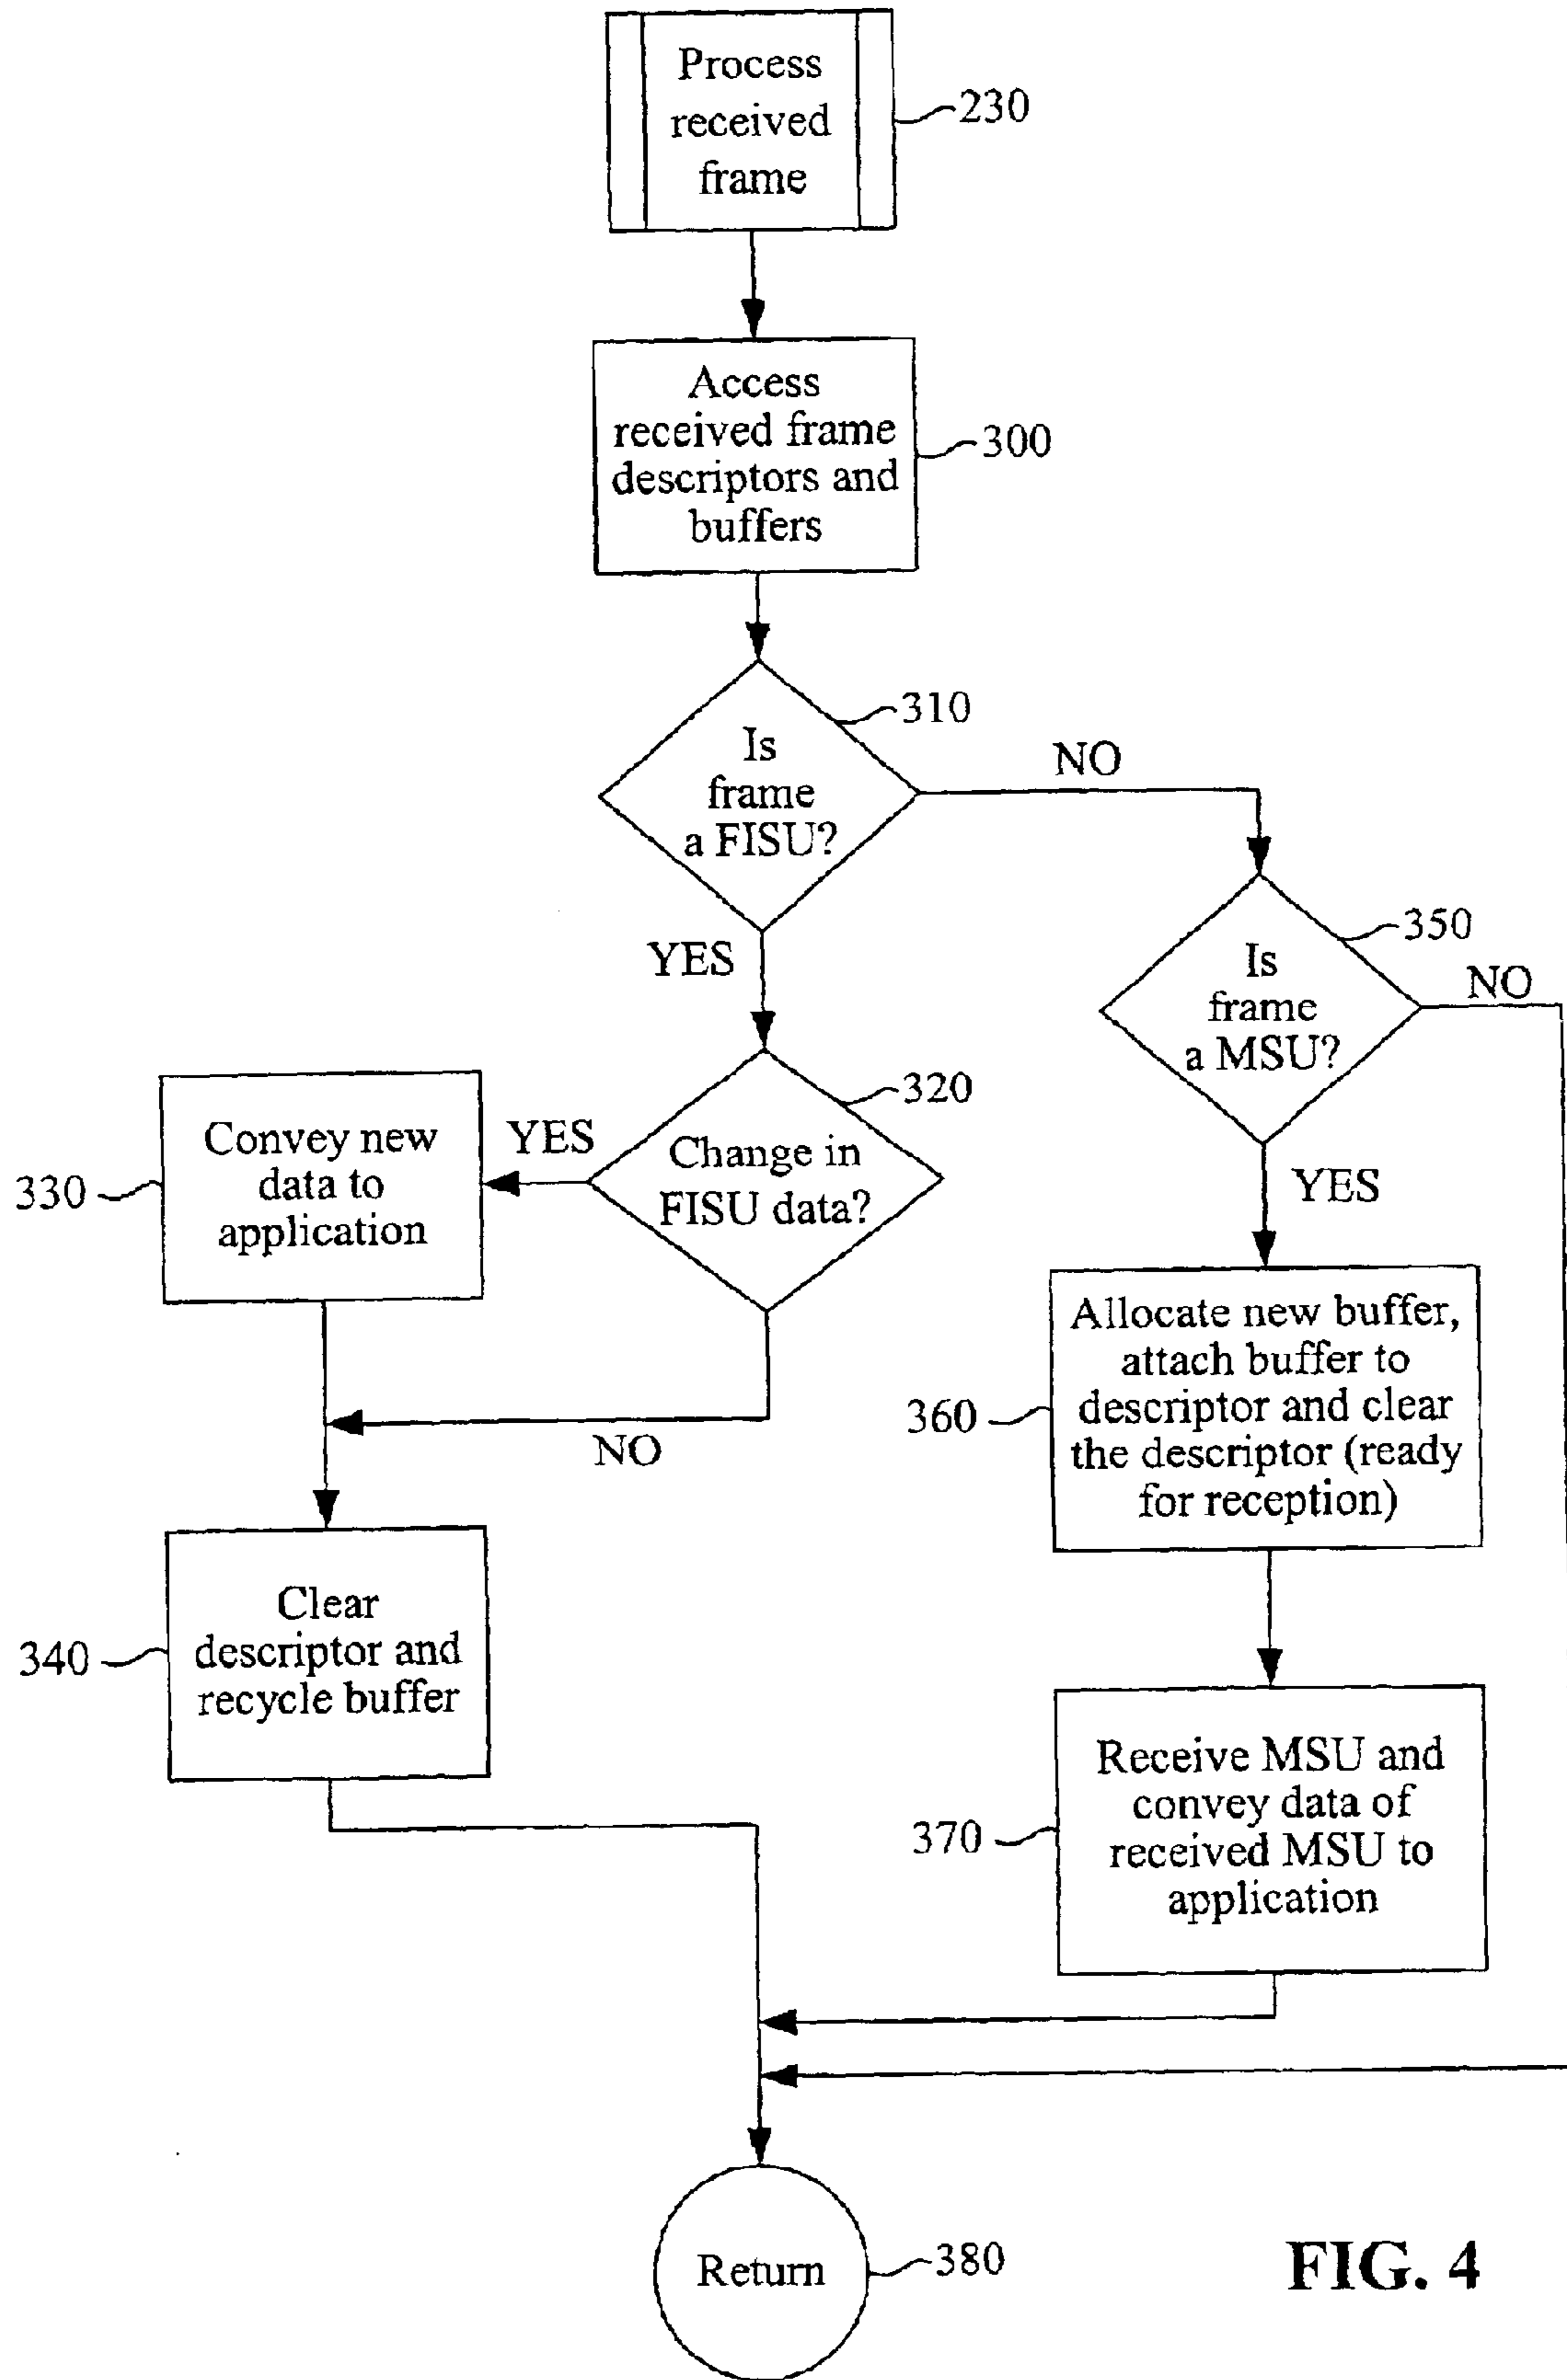 Process
received
frame
230
Access
received frame
descriptors and
buffers
300
310
Is
frame
a FISU?
NO
YES
350
Is
frame
a MSU?
NO
YES
320
Change in
FISU data?
YES
NO
Convey new
data to
application
330
Allocate new buffer,
attach buffer to
descriptor and clear
the descriptor (ready
for reception)
360
Clear
descriptor and
recycle buffer
340
Receive MSU and
convey data of
received MSU to
application
370
Return
380
FIG. 4